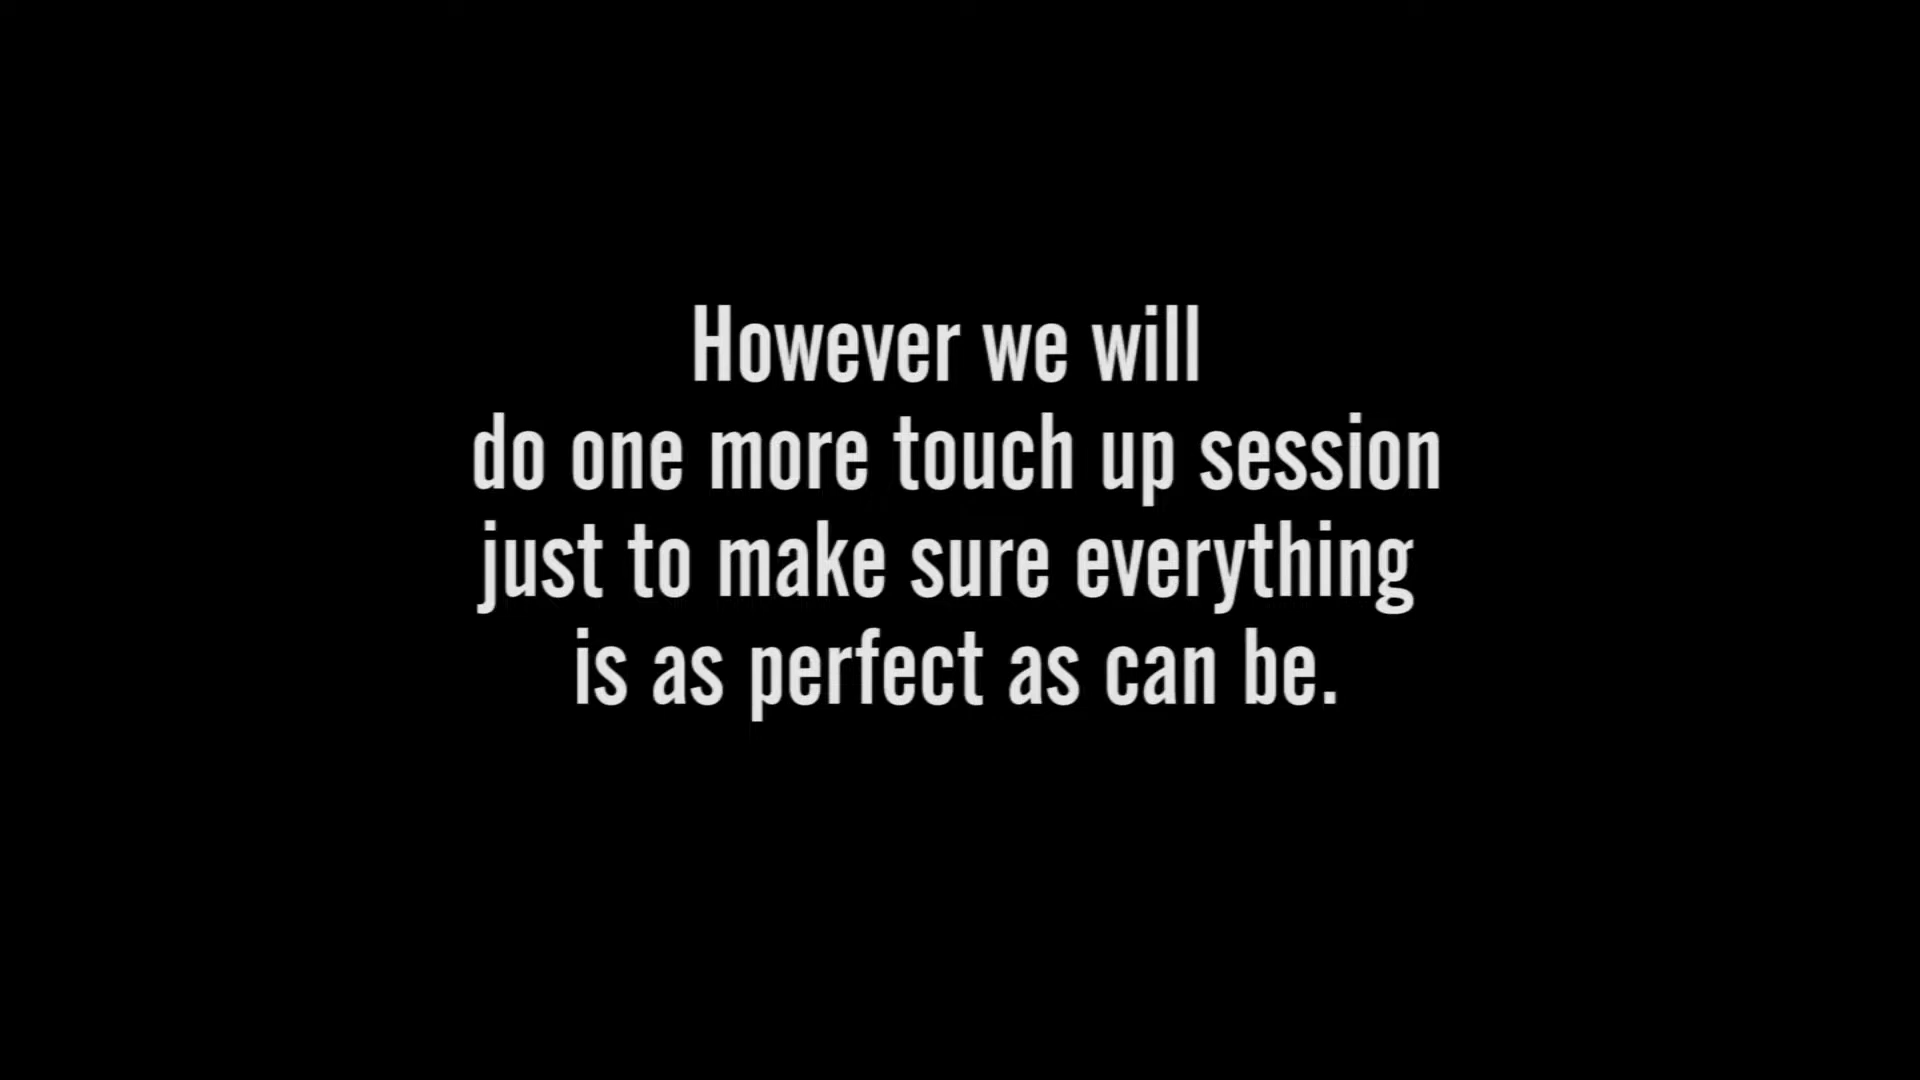 However we will
do one more touch up session
just to make sure everything
is as perfect as can be.